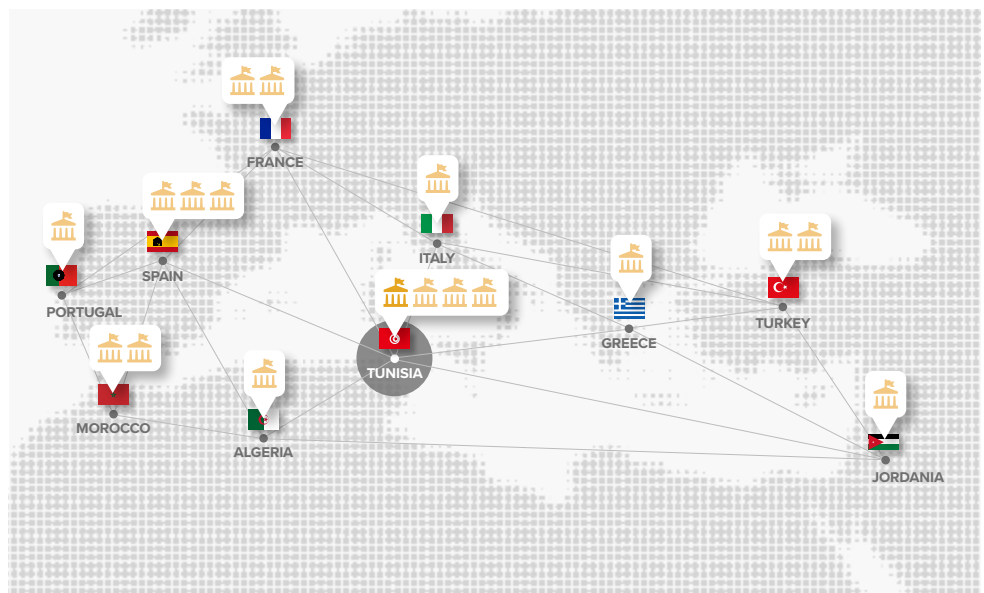 FRANCE
ITALY
SPAIN
PORTUGAL
TURKEY
GREECE
TUNISIA
MOROCCO
ALGERIA
JORDANIA